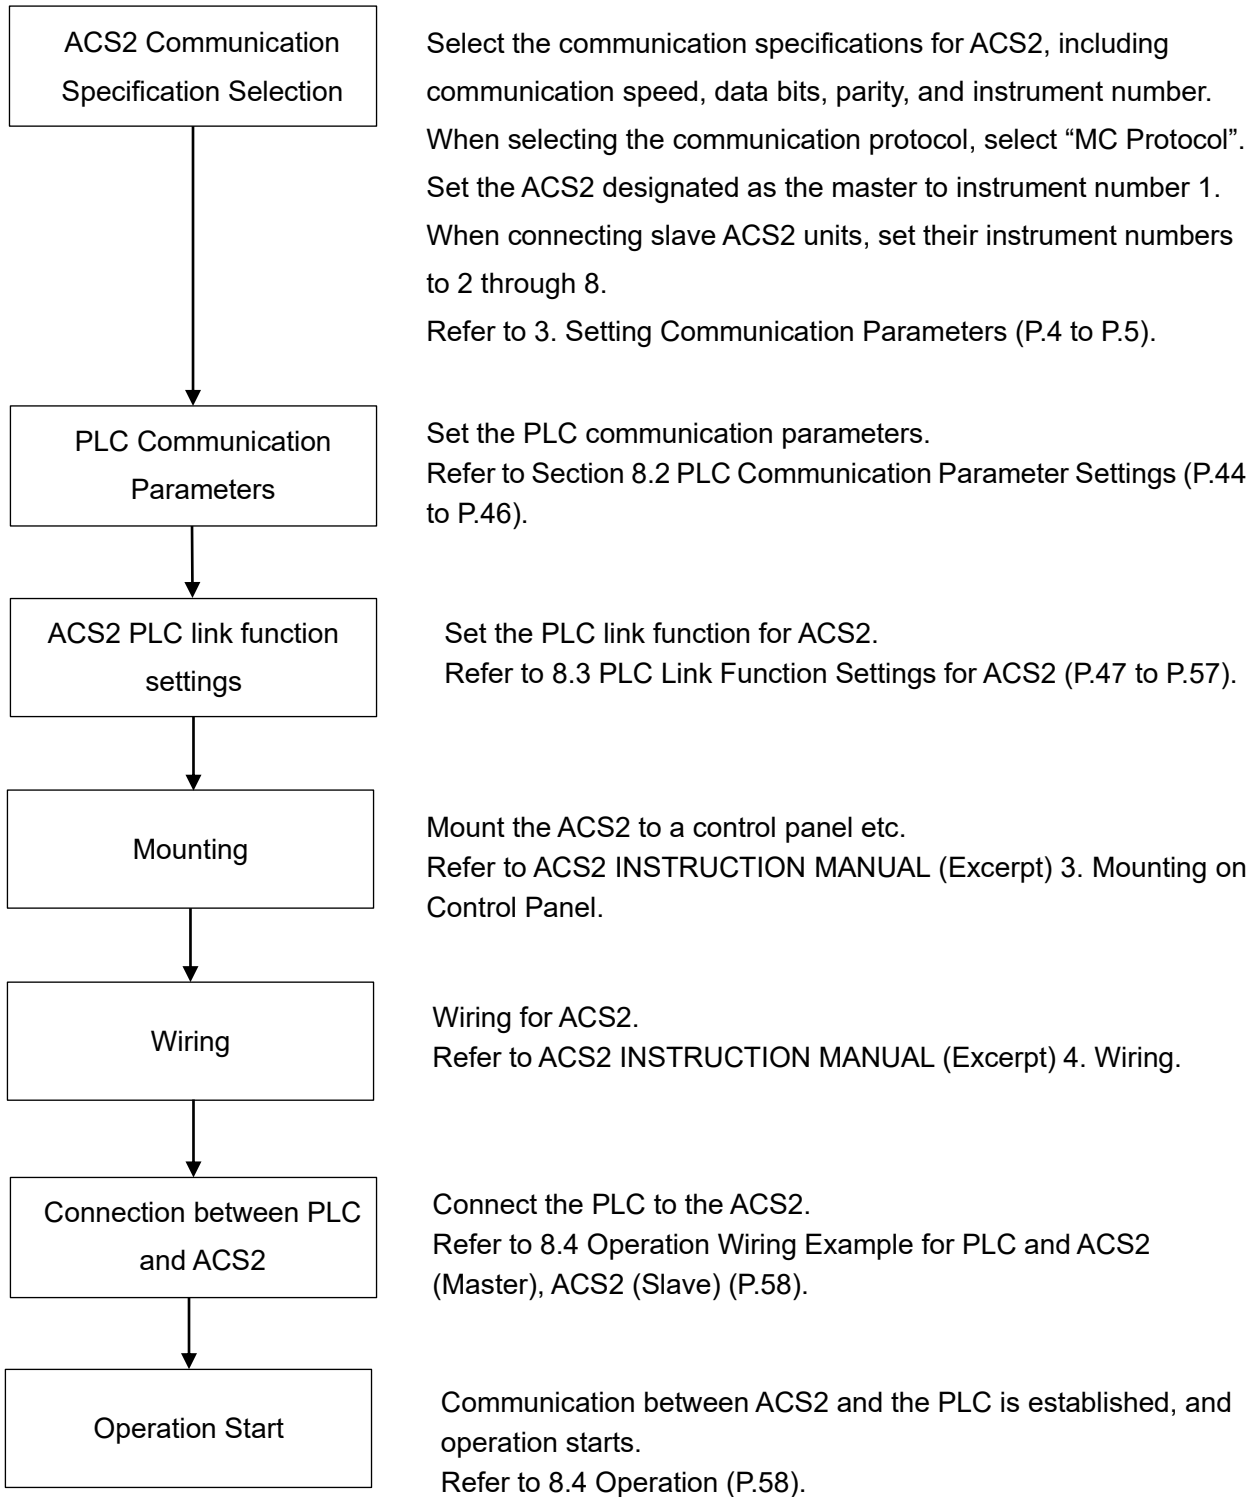 ACS2 Communication
Specification Selection
Select the communication specifications for ACS2, including
communication speed, data bits, parity, and instrument number.
When selecting the communication protocol, select “MC Protocol”.
Set the ACS2 designated as the master to instrument number 1.
When connecting slave ACS2 units, set their instrument numbers
to 2 through 8.
Refer to 3. Setting Communication Parameters (P.4 to P.5).
PLC Communication
Parameters
Set the PLC communication parameters.
Refer to Section 8.2 PLC Communication Parameter Settings (P.44
to P.46).
ACS2 PLC link function
settings
Set the PLC link function for ACS2.
Refer to 8.3 PLC Link Function Settings for ACS2 (P.47 to P.57).
Mounting
Mount the ACS2 to a control panel etc.
Refer to ACS2 INSTRUCTION MANUAL (Excerpt) 3. Mounting on
Control Panel.
Wiring
Wiring for ACS2.
Refer to ACS2 INSTRUCTION MANUAL (Excerpt) 4. Wiring.
Connection between PLC
and ACS2
Connect the PLC to the ACS2.
Refer to 8.4 Operation Wiring Example for PLC and ACS2
(Master), ACS2 (Slave) (P.58).
Operation Start
Communication between ACS2 and the PLC is established, and
operation starts.
Refer to 8.4 Operation (P.58).